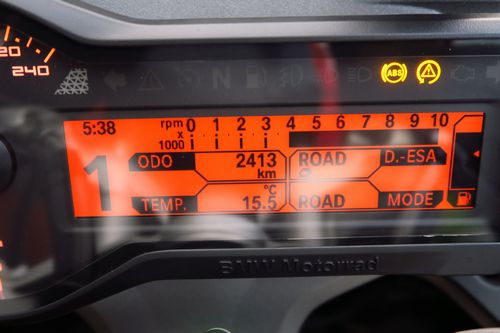 20
240
N
ABS
5:38 rpm 0 1 2 3 4 5 6 7 8 9 10
x
1000
1
ODO 2413 ROAD D.-ESA
km
°C
TEMP. 15.5 ROAD MODE
BMW Motorrad